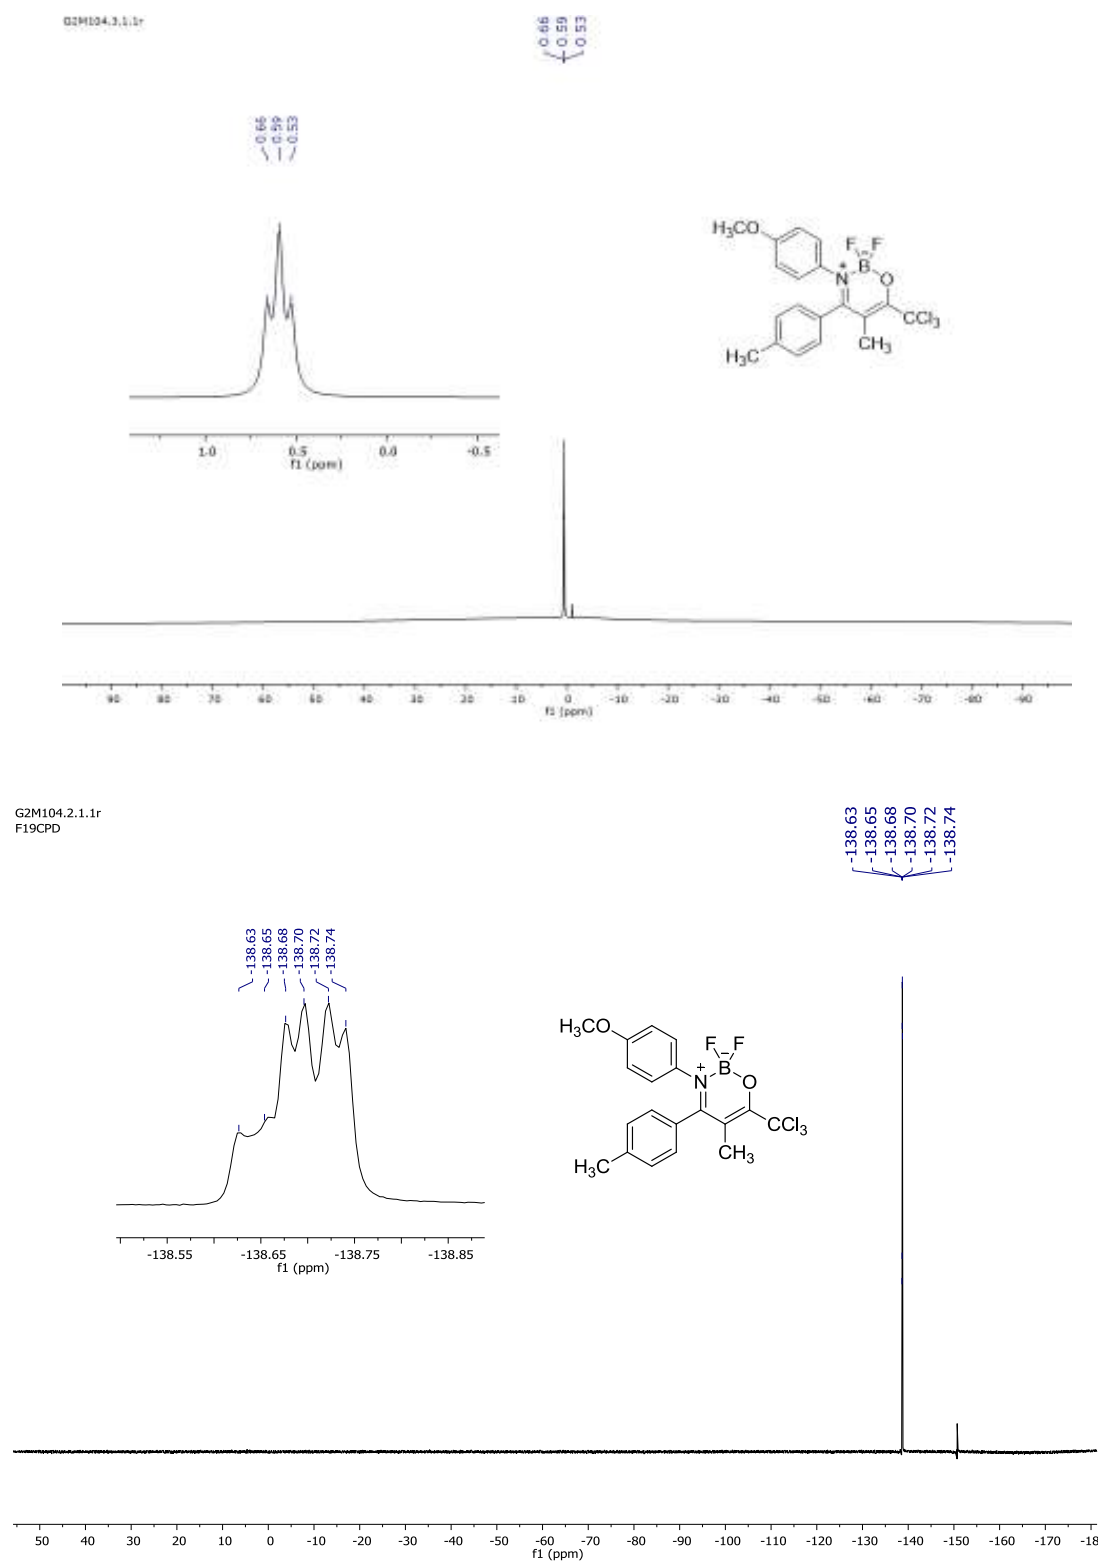 G2M104.3.1.1r
0.66
0.59
0.53
0.66
0.59
0.53
H₃CO
F F
N + B - O
CCl₃
CH₃
H₃C
1.0 0.5 0.0 -0.5
f1 (ppm)
90 80 70 60 50 40 30 20 10 0 -10 -20 -30 -40 -50 -60 -70 -80 -90
f1 (ppm)
G2M104.2.1.1r
F19CPD
-138.63
-138.65
-138.68
-138.70
-138.72
-138.74
-138.63
-138.65
-138.68
-138.70
-138.72
-138.74
H₃CO
F F
N + B - O
CCl₃
CH₃
H₃C
-138.55 -138.65 -138.75 -138.85
f1 (ppm)
50 40 30 20 10 0 -10 -20 -30 -40 -50 -60 -70 -80 -90 -100 -110 -120 -130 -140 -150 -160 -170 -18
f1 (ppm)